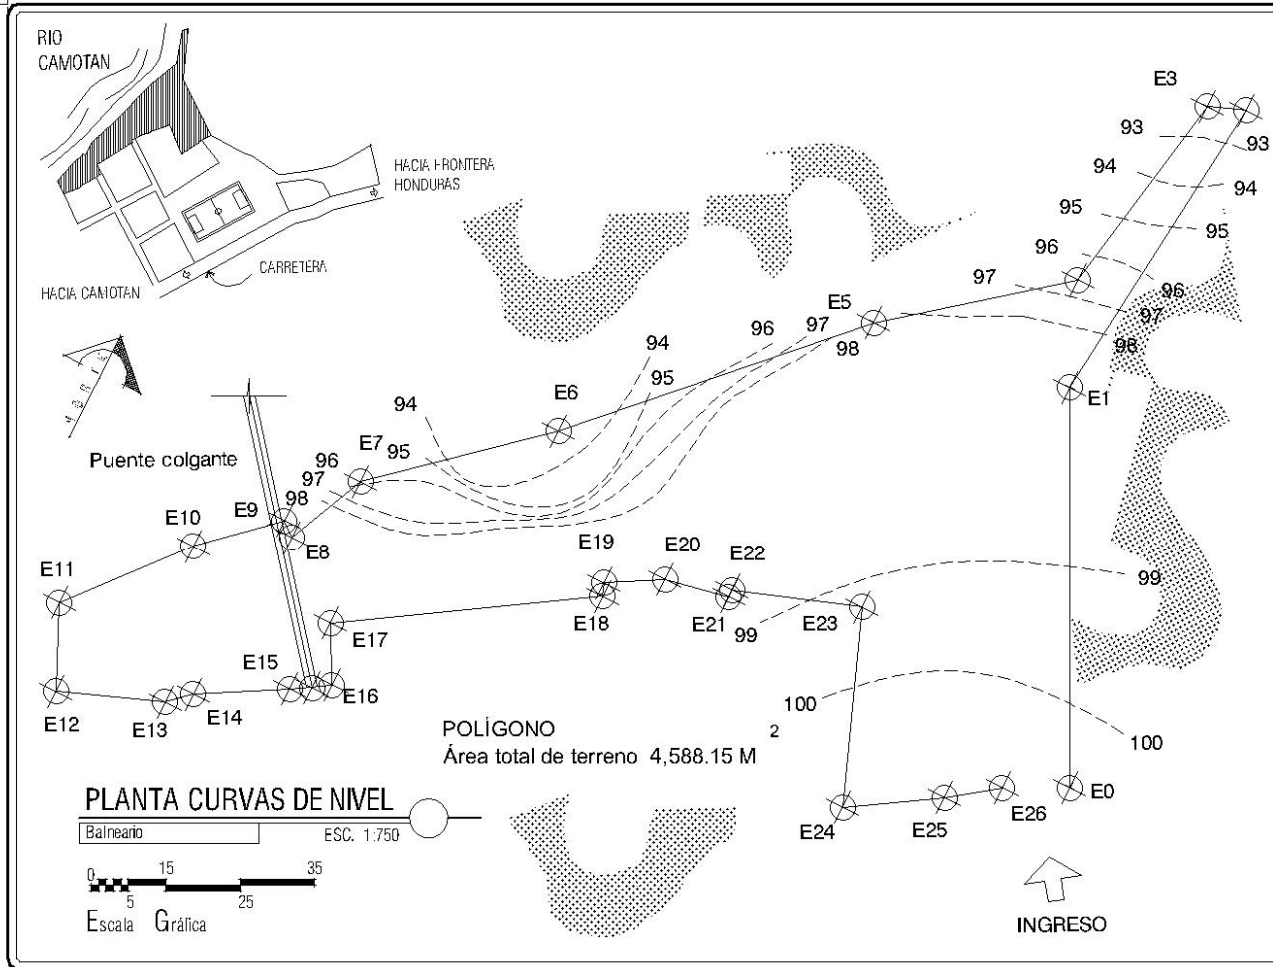 RIO
CAMOTAN
HACIA FRONTERA
HONDURAS
CARRETERA
HACIA CAMOTAN
Puente colgante
E3
93
93
94
94
95
95
96
96
97
97
98
E5
98
97
96
94
95
E6
94
E7
95
96
97
98
E1
E9
E10
E8
E11
E19
E20
E22
E18
E21
E23
99
99
E17
E15
E16
E12
E13
E14
100
100
POLÍGONO
Área total de terreno 4,588.15 M 2
E0
E24
E25
E26
PLANTA CURVAS DE NIVEL
Balneario
ESC. 1:750
0 15 35
5 25
Escala Gráfica
INGRESO